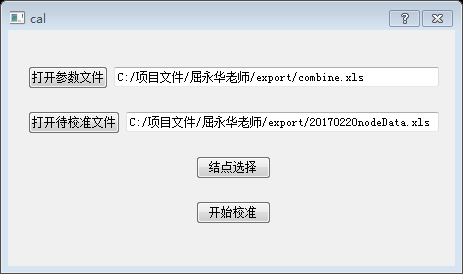 cal
打开参数文件 C:/项目文件/屈永华老师/export/combine.xls
打开待校准文件 C:/项目文件/屈永华老师/export/20170220nodeData.xls
结点选择
开始校准